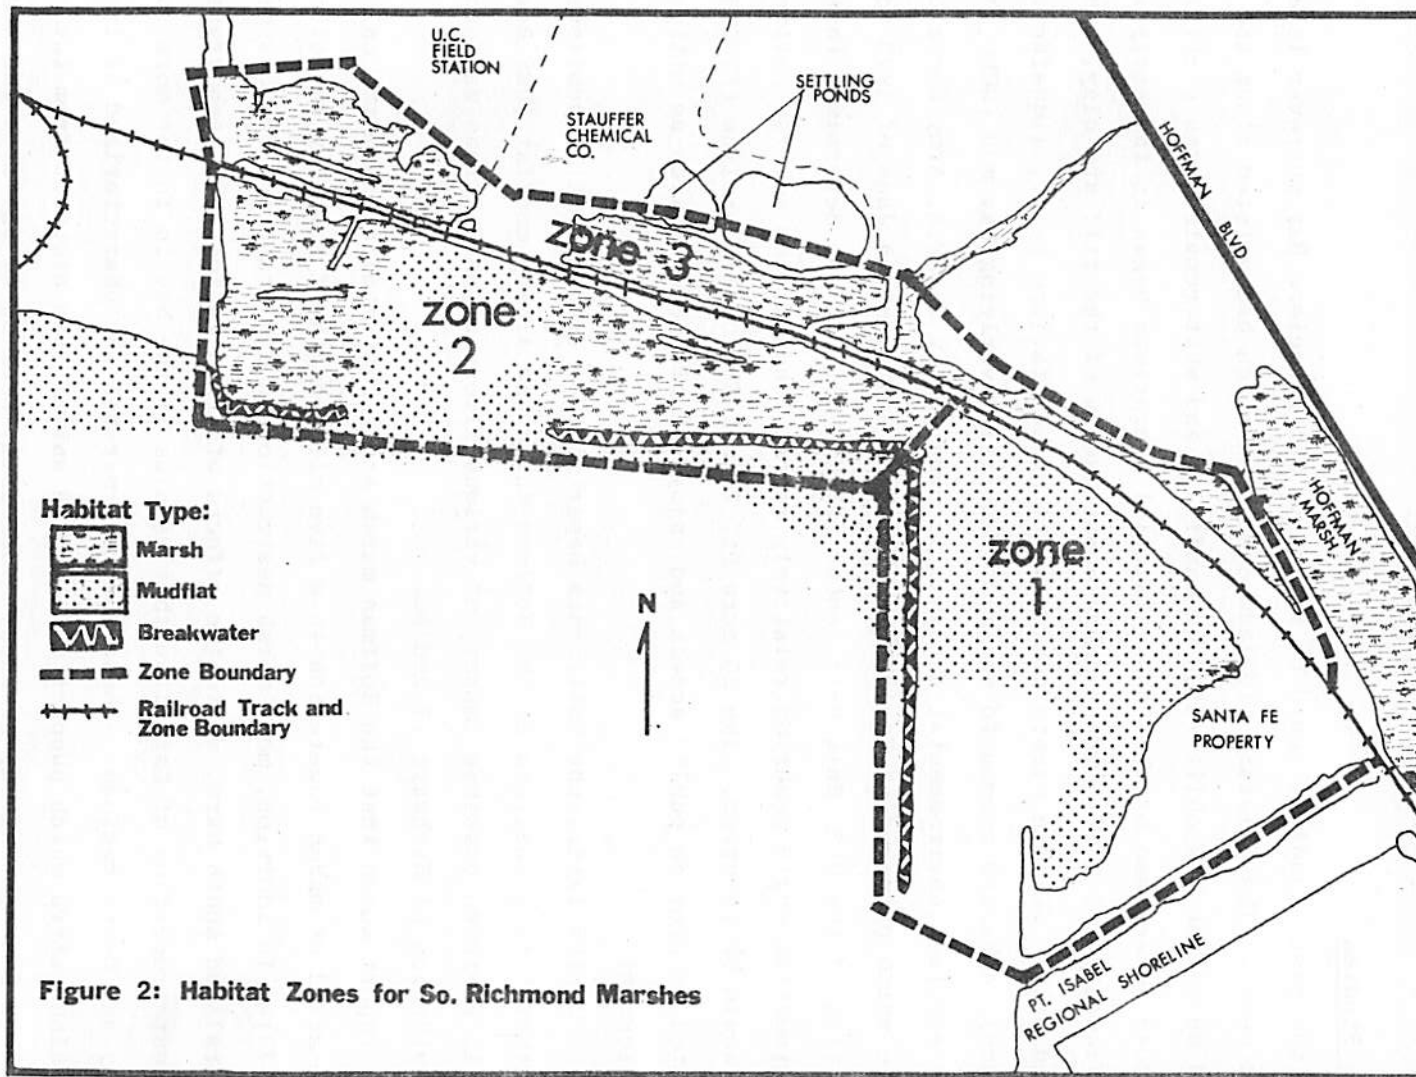 U.C.
FIELD
STATION
STAUFFER
CHEMICAL
CO.
SETTLING
PONDS
HOFFMAN
BLVD
zone 3
zone
2
HOFFMAN
MARSH
zone
1
Habitat Type:
Marsh
Mudflat
Breakwater
Zone Boundary
Railroad Track and
Zone Boundary
N
SANTA FE
PROPERTY
PT. ISABEL
REGIONAL SHORELINE
Figure 2: Habitat Zones for So. Richmond Marshes